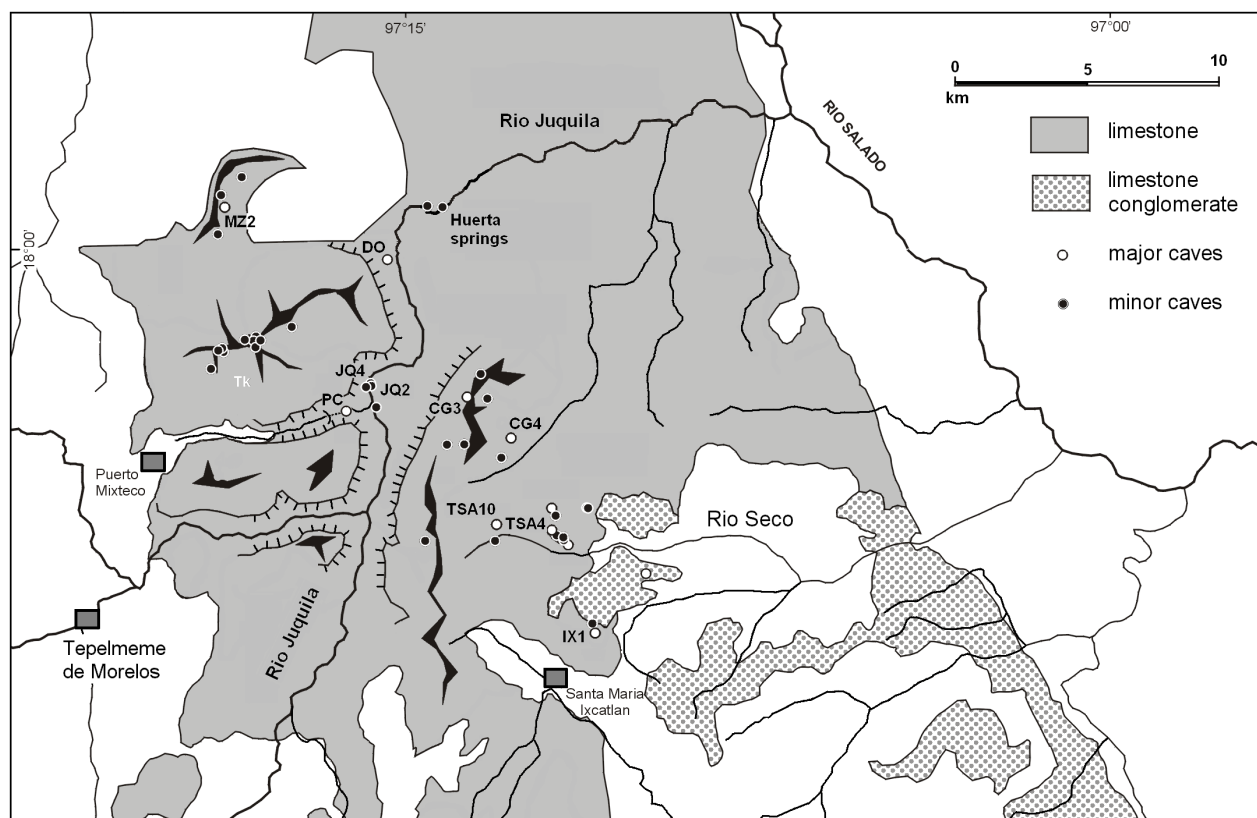 97°15'
97°00'
0
5
10
km
Rio Juquila
RIO SALADO
limestone
limestone
conglomerate
major caves
minor caves
MZ2
Huerta
springs
18°00'
DO
Tk
JQ4
JQ2
PC
CG3
CG4
Puerto
Mixteco
TSA10
TSA4
Rio Seco
Rio Juquila
IX1
Tepelmeme
de Morelos
Santa Maria
Ixcatlan